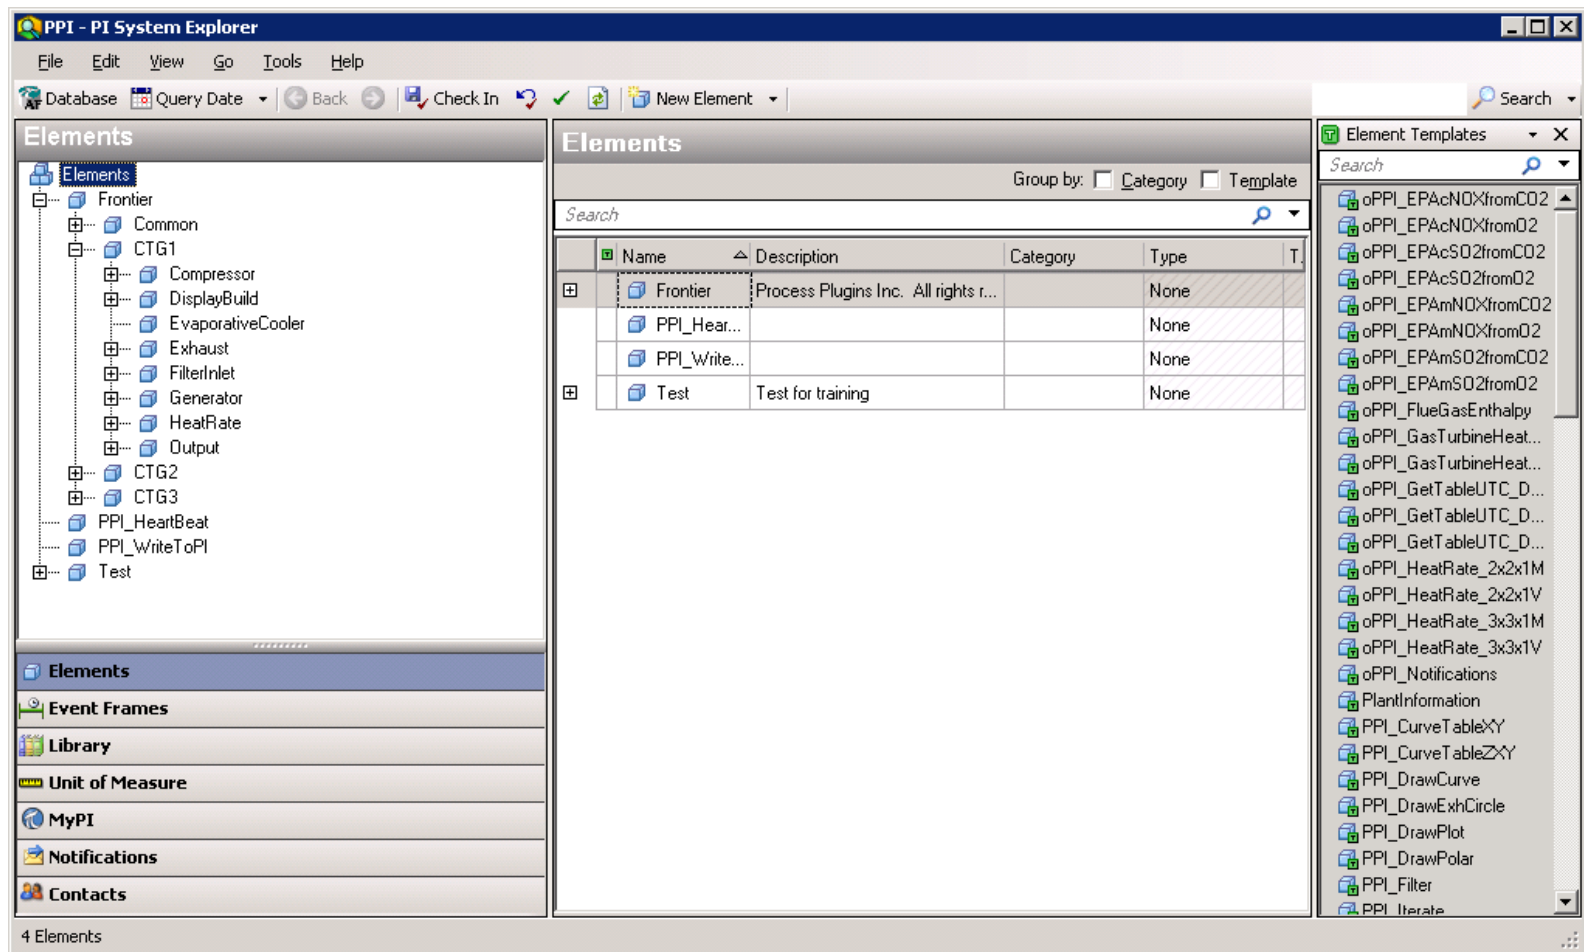 PPI - PI System Explorer
File Edit View Go Tools Help
Database Query Date Back Check In New Element Search
Elements
Elements
Frontier
Common
CTG1
Compressor
DisplayBuild
EvaporativeCooler
Exhaust
FilterInlet
Generator
HeatRate
Output
CTG2
CTG3
PPI_HeartBeat
PPI_WriteToPI
Test
Elements
Event Frames
Library
Unit of Measure
MyPI
Notifications
Contacts
Elements
Group by: Category Template
Search
Name Description Category Type T.
Frontier Process Plugins Inc. All rights r... None
PPI_Hear... None
PPI_Write... None
Test Test for training None
Element Templates
Search
oPPI_EPAcNOXfromCO2
oPPI_EPAcNOXfromO2
oPPI_EPAcSO2fromCO2
oPPI_EPAcSO2fromO2
oPPI_EPAmNOXfromCO2
oPPI_EPAmNOXfromO2
oPPI_EPAmSO2fromCO2
oPPI_EPAmSO2fromO2
oPPI_FlueGasEnthalpy
oPPI_GasTurbineHeat...
oPPI_GasTurbineHeat...
oPPI_GetTableUTC_D...
oPPI_GetTableUTC_D...
oPPI_GetTableUTC_D...
oPPI_HeatRate_2x2x1M
oPPI_HeatRate_2x2x1V
oPPI_HeatRate_3x3x1M
oPPI_HeatRate_3x3x1V
oPPI_Notifications
PlantInformation
PPI_CurveTableXY
PPI_CurveTableZXY
PPI_DrawCurve
PPI_DrawExhCircle
PPI_DrawPlot
PPI_DrawPolar
PPI_Filter
PPI_Iterate
4 Elements